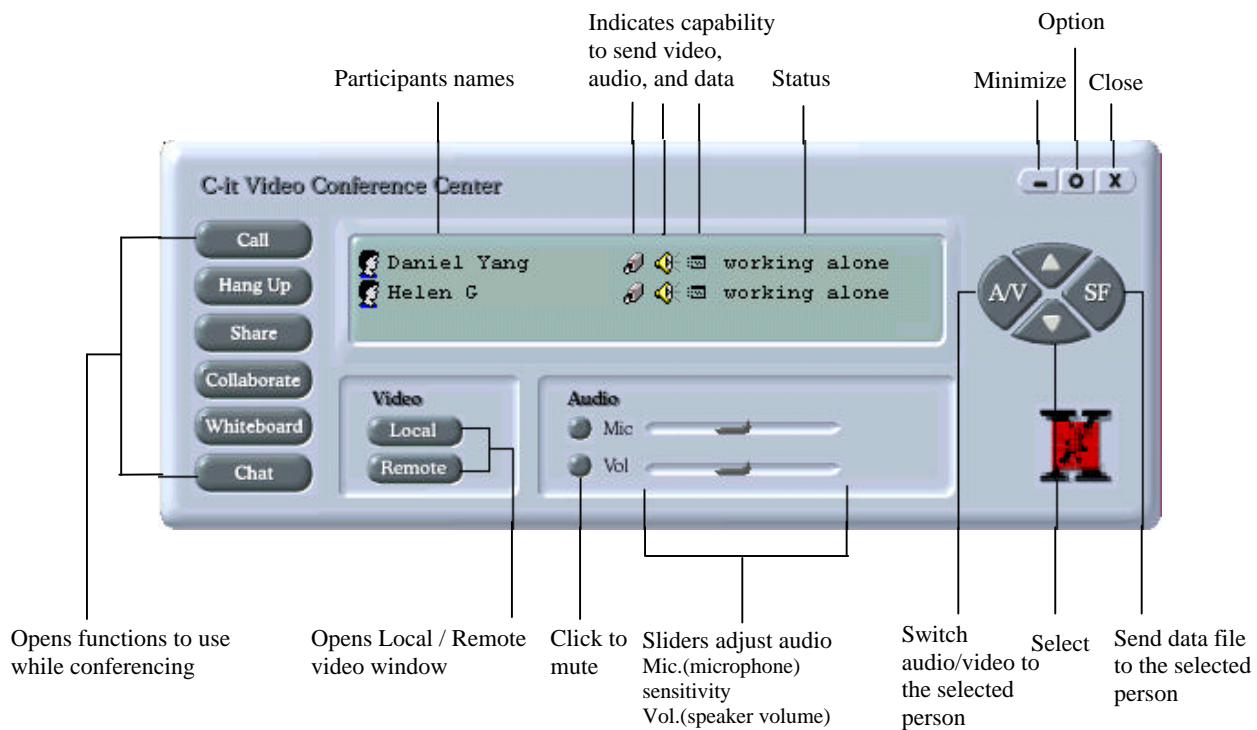 Indicates capability
to send video,
audio, and data
Option
Participants names
Status
Minimize
Close
C-it Video Conference Center
X
Call
Hang Up
Share
Collaborate
Whiteboard
Chat
Daniel Yang
working alone
Helen G
working alone
A/V
SF
Video
Local
Remote
Audio
Mic
Vol
Opens functions to use
while conferencing
Opens Local / Remote
video window
Click to
mute
Sliders adjust audio
Mic.(microphone)
sensitivity
Vol.(speaker volume)
Switch
audio/video to
the selected
person
Select
Send data file
to the selected
person